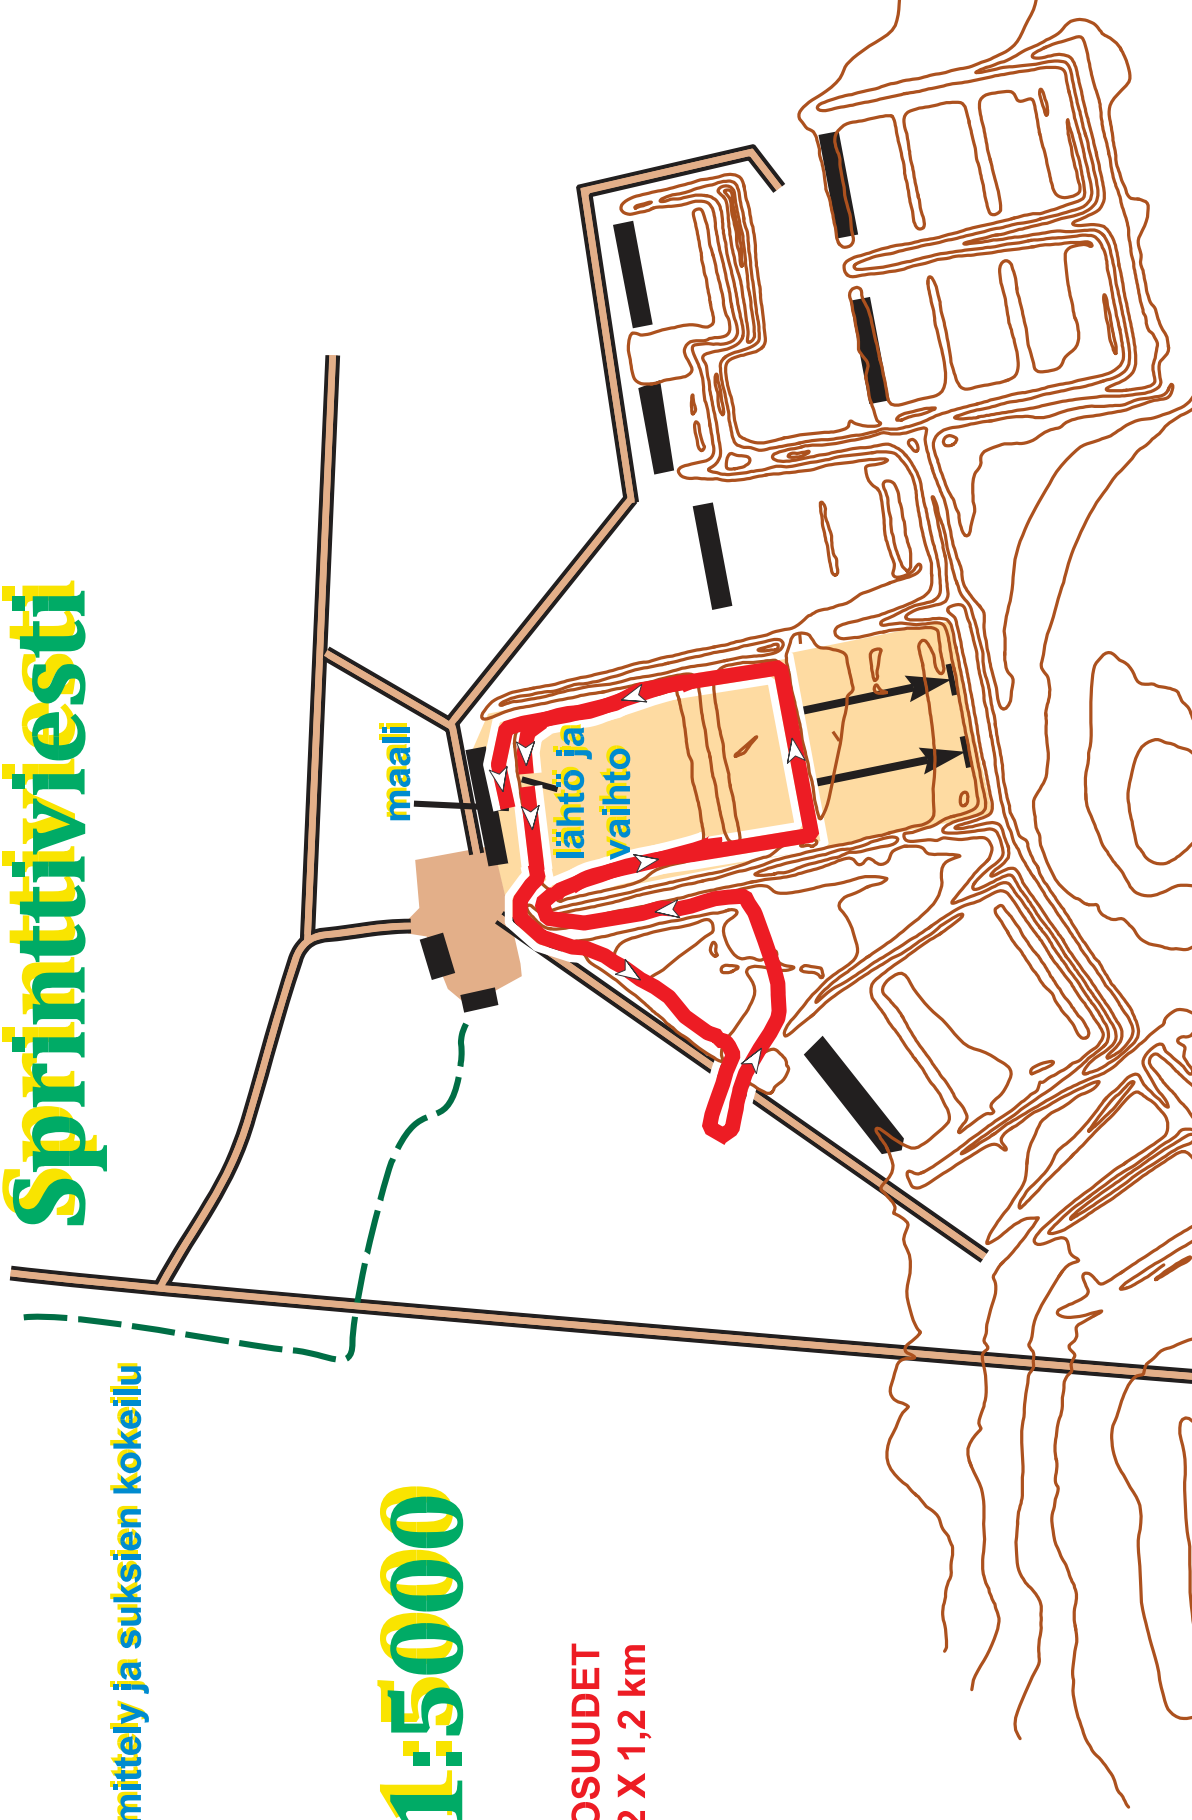 Sprinttiviesti
mittely ja suksien kokeilu
1:5000
maali
lähtö ja
vaihto
OSUUDET
2 X 1,2 km